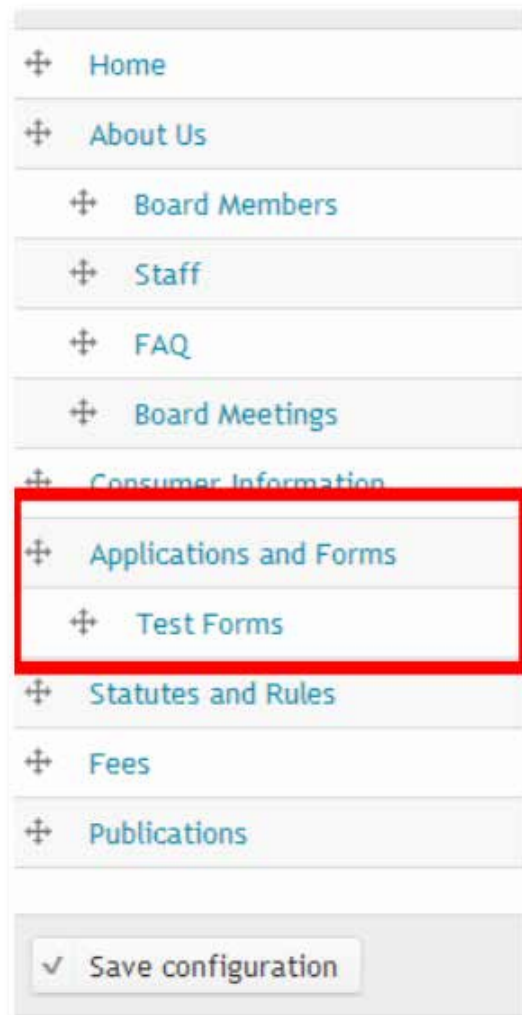 Home
About Us
Board Members
Staff
FAQ
Board Meetings
Consumer Information
Applications and Forms
Test Forms
Statutes and Rules
Fees
Publications
Save configuration